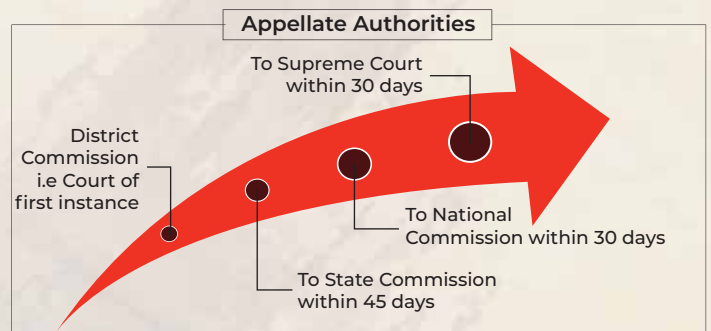 Appellate Authorities
To Supreme Court
within 30 days
District
Commission
i.e Court of
first instance
To National
Commission within 30 days
To State Commission
within 45 days